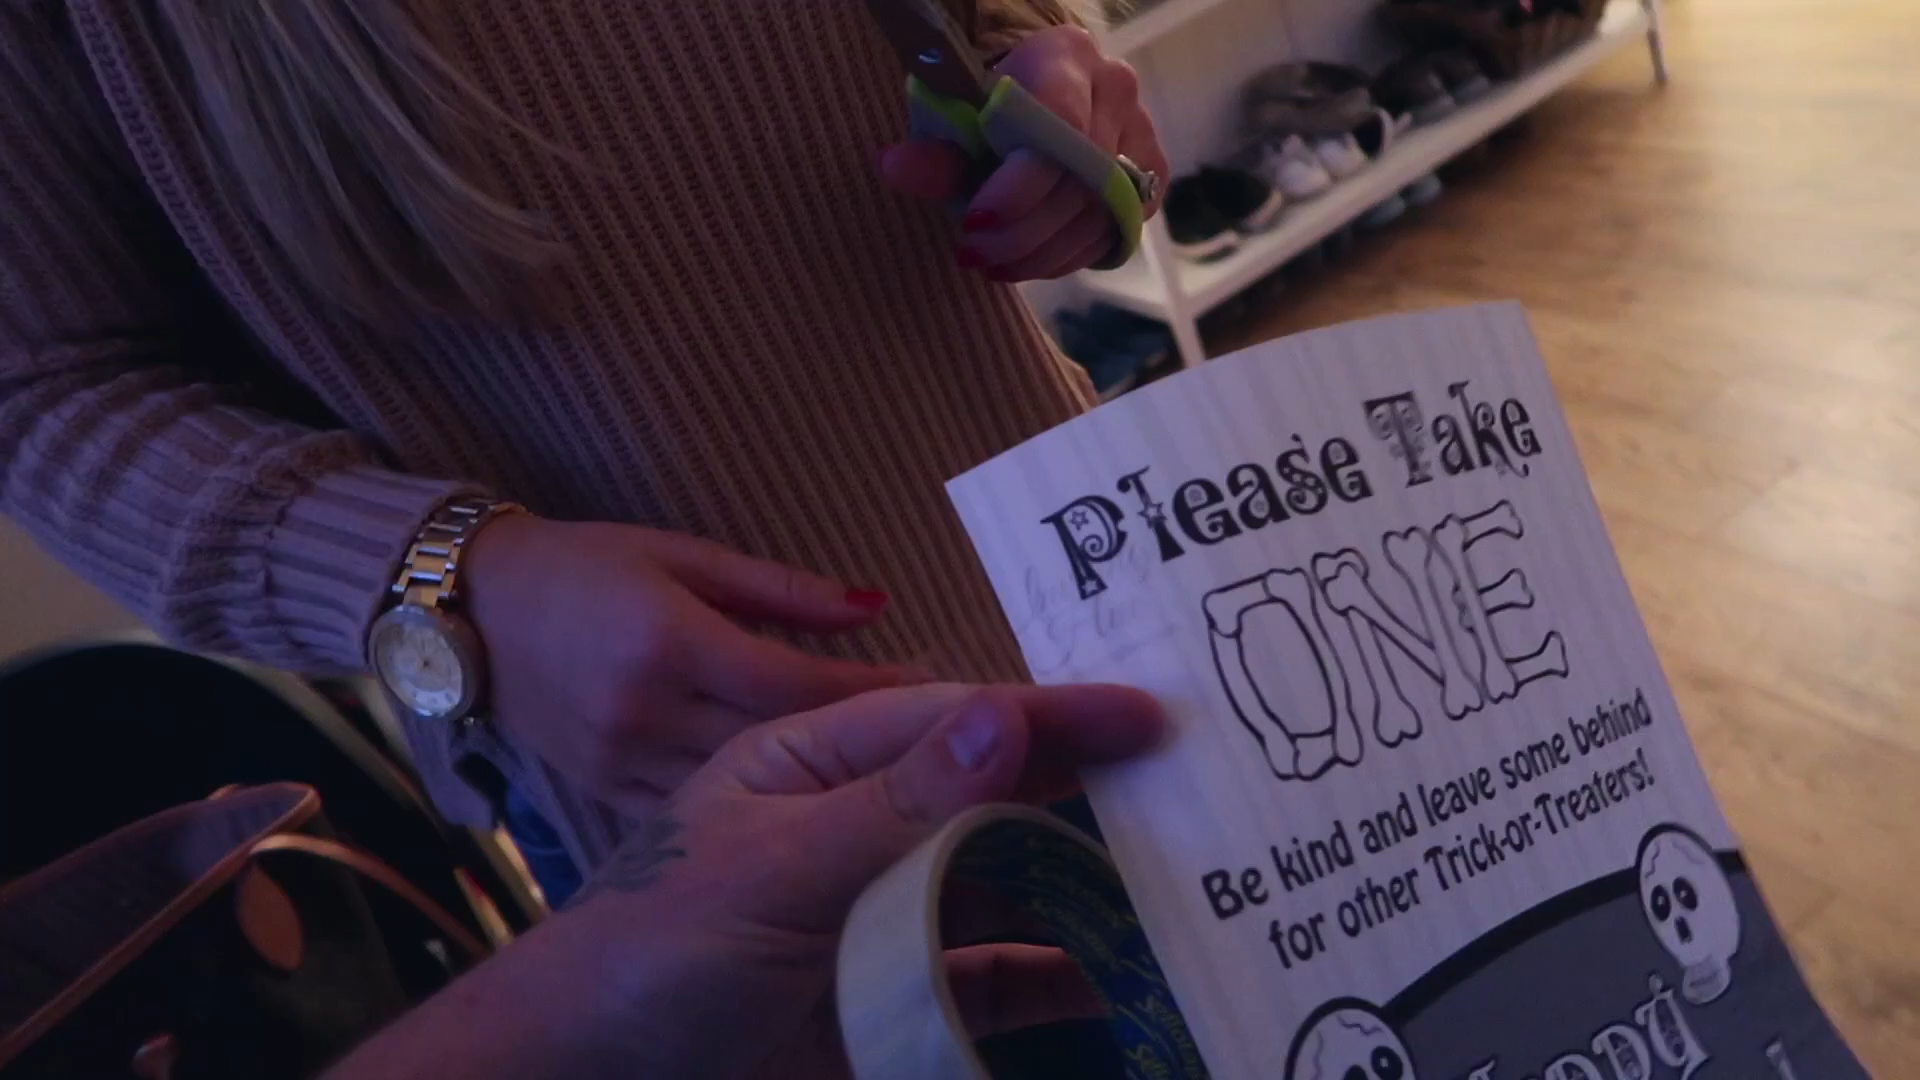 Please Take
ONE
Be kind and leave some behind
for other Trick-or-Treaters!